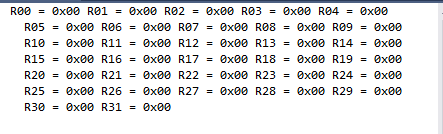 R00 = 0x00 R01 = 0x00 R02 = 0x00 R03 = 0x00 R04 = 0x00
R05 = 0x00 R06 = 0x00 R07 = 0x00 R08 = 0x00 R09 = 0x00
R10 = 0x00 R11 = 0x00 R12 = 0x00 R13 = 0x00 R14 = 0x00
R15 = 0x00 R16 = 0x00 R17 = 0x00 R18 = 0x00 R19 = 0x00
R20 = 0x00 R21 = 0x00 R22 = 0x00 R23 = 0x00 R24 = 0x00
R25 = 0x00 R26 = 0x00 R27 = 0x00 R28 = 0x00 R29 = 0x00
R30 = 0x00 R31 = 0x00